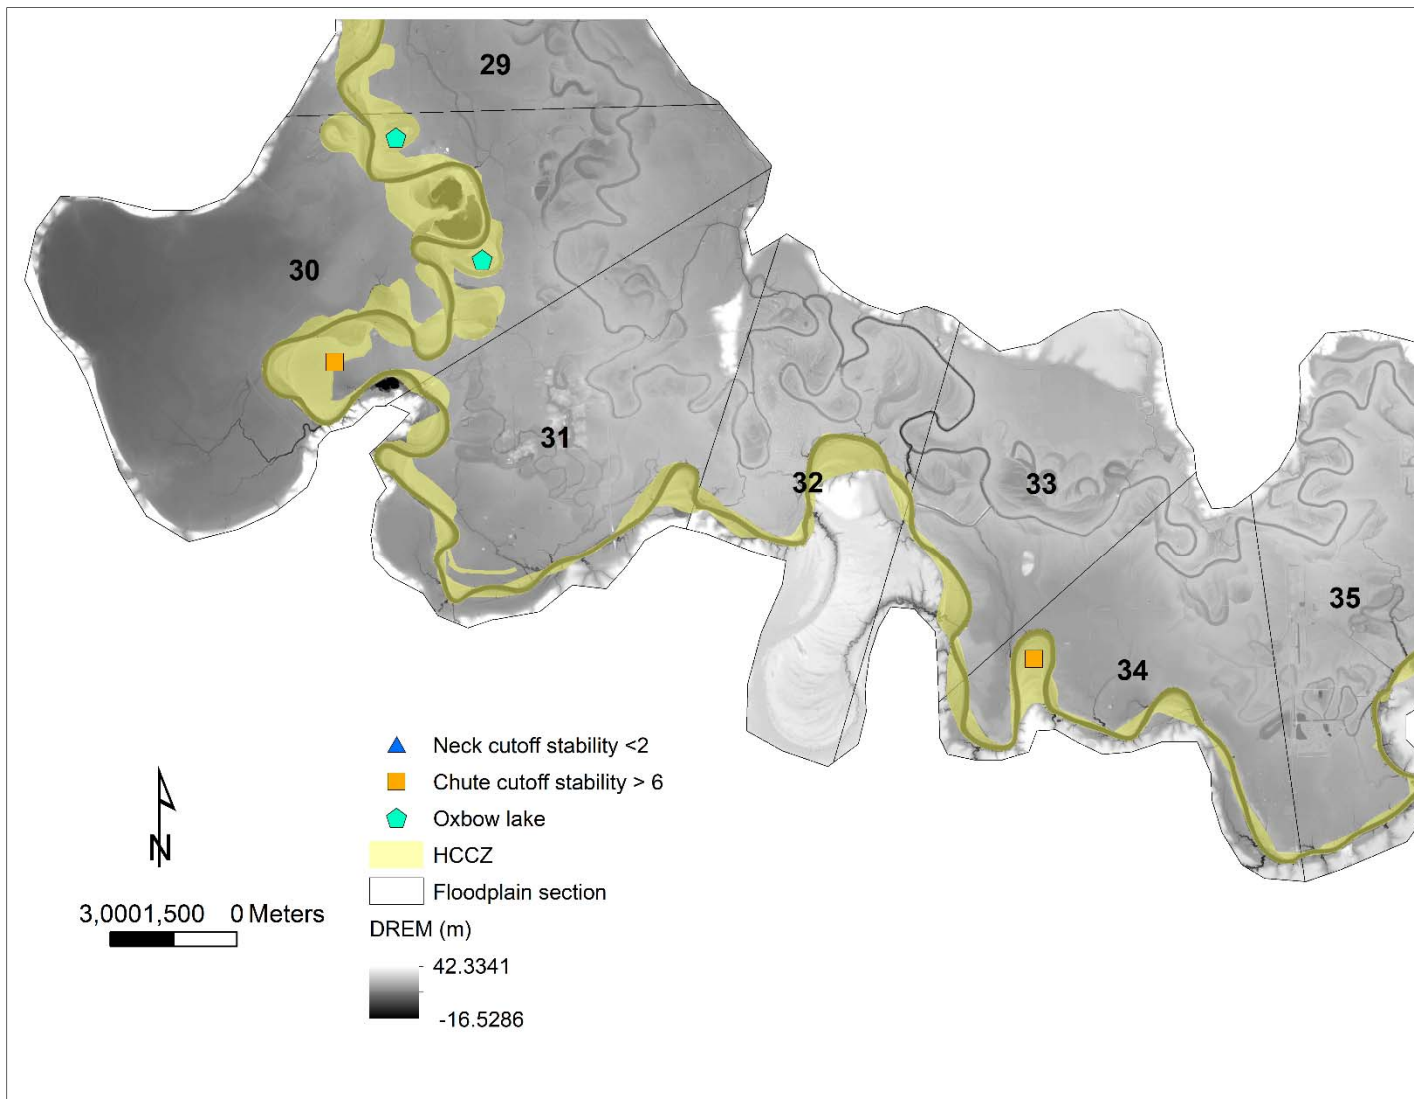 29
30
31
32
33
34
35
Neck cutoff stability <2
Chute cutoff stability > 6
Oxbow lake
HCCZ
Floodplain section
DREM (m)
42.3341
-16.5286
N
3,0001,500 0 Meters